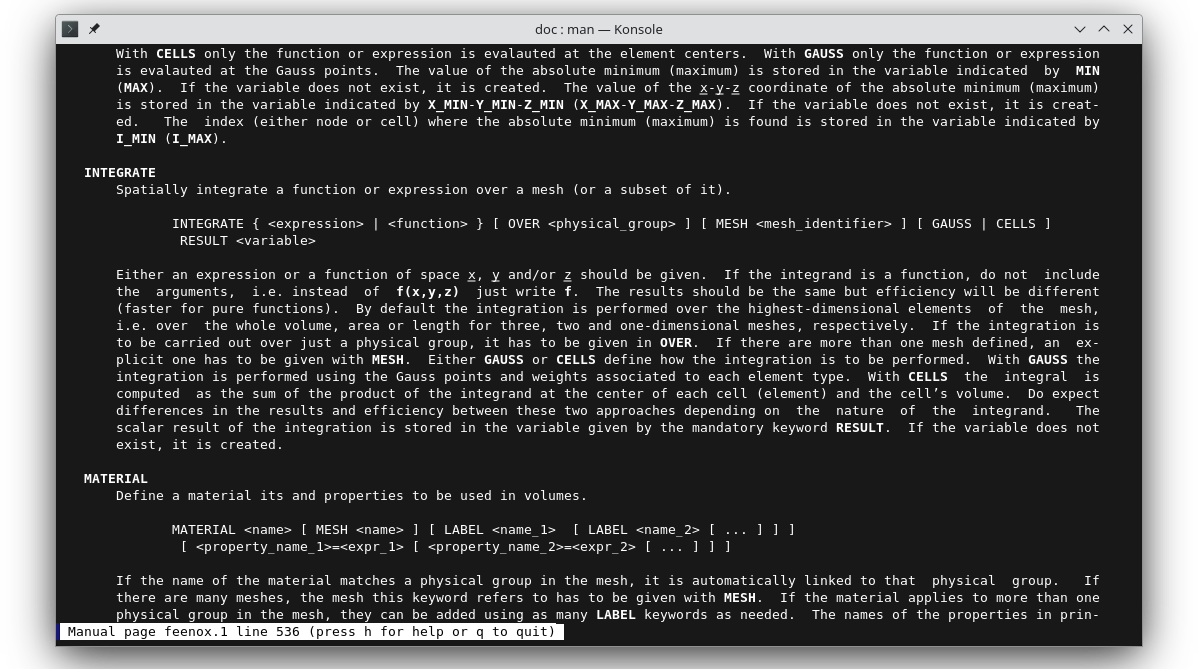 doc : man — Konsole
With CELLS only the function or expression is evalauted at the element centers.  With GAUSS only the function or expression
is evalauted at the Gauss points.  The value of the absolute minimum (maximum) is stored in the variable indicated  by  MIN
(MAX).  If the variable does not exist, it is created.  The value of the x-y-z coordinate of the absolute minimum (maximum)
is stored in the variable indicated by X_MIN-Y_MIN-Z_MIN (X_MAX-Y_MAX-Z_MAX).  If the variable does not exist, it is creat-
ed.   The  index (either node or cell) where the absolute minimum (maximum) is found is stored in the variable indicated by
I_MIN (I_MAX).
INTEGRATE
Spatially integrate a function or expression over a mesh (or a subset of it).
INTEGRATE { <expression> | <function> } [ OVER <physical_group> ] [ MESH <mesh_identifier> ] [ GAUSS | CELLS ]
RESULT <variable>
Either an expression or a function of space x, y and/or z should be given.  If the integrand is a function, do not  include
the  arguments,  i.e. instead  of  f(x,y,z)  just write f.  The results should be the same but efficiency will be different
(faster for pure functions).  By default the integration is performed over the highest-dimensional elements  of  the  mesh,
i.e. over  the whole volume, area or length for three, two and one-dimensional meshes, respectively.  If the integration is
to be carried out over just a physical group, it has to be given in OVER.  If there are more than one mesh defined, an  ex-
plicit one has to be given with MESH.  Either GAUSS or CELLS define how the integration is to be performed.  With GAUSS the
integration is performed using the Gauss points and weights associated to each element type.  With CELLS  the  integral  is
computed  as the sum of the product of the integrand at the center of each cell (element) and the cell’s volume.  Do expect
differences in the results and efficiency between these two approaches depending on  the  nature  of  the  integrand.   The
scalar result of the integration is stored in the variable given by the mandatory keyword RESULT.  If the variable does not
exist, it is created.
MATERIAL
Define a material its and properties to be used in volumes.
MATERIAL <name> [ MESH <name> ] [ LABEL <name_1>  [ LABEL <name_2> [ ... ] ] ]
[ <property_name_1>=<expr_1> [ <property_name_2>=<expr_2> [ ... ] ] ]
If the name of the material matches a physical group in the mesh, it is automatically linked to that  physical  group.   If
there are many meshes, the mesh this keyword refers to has to be given with MESH.  If the material applies to more than one
physical group in the mesh, they can be added using as many LABEL keywords as needed.  The names of the properties in prin-
Manual page feenox.1 line 536 (press h for help or q to quit)